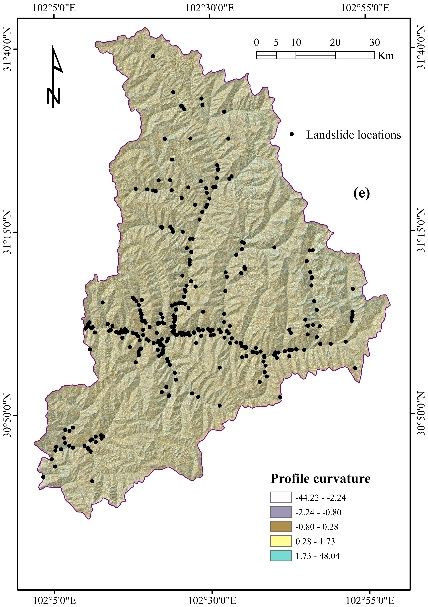 102°5'0"E 102°30'0"E 102°55'0"E
31°40'0"N 31°40'0"N
0 5 10 20 30
Km
N
Landslide locations
(e)
31°15'0"N 31°15'0"N
30°50'0"N 30°50'0"N
Profile curvature
-44.22 - -2.24
-2.24 - -0.80
-0.80 - 0.28
0.28 - 1.73
1.73 - 48.04
102°5'0"E 102°30'0"E 102°55'0"E